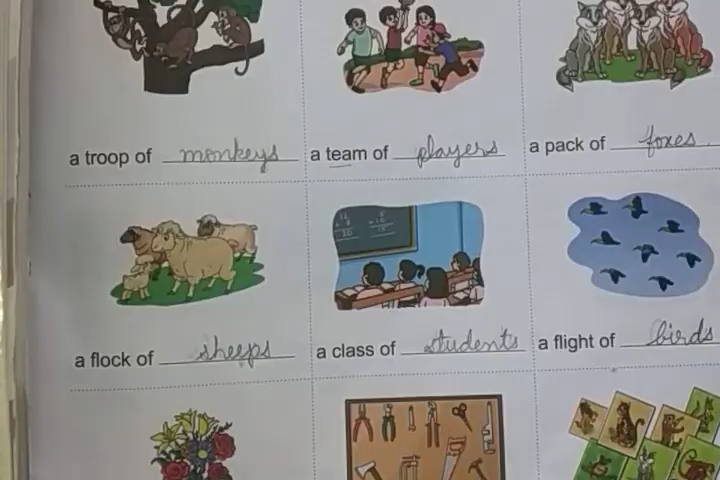 a troop of monkeys
a team of players
a pack of foxes
a flock of sheeps
a class of students
a flight of birds